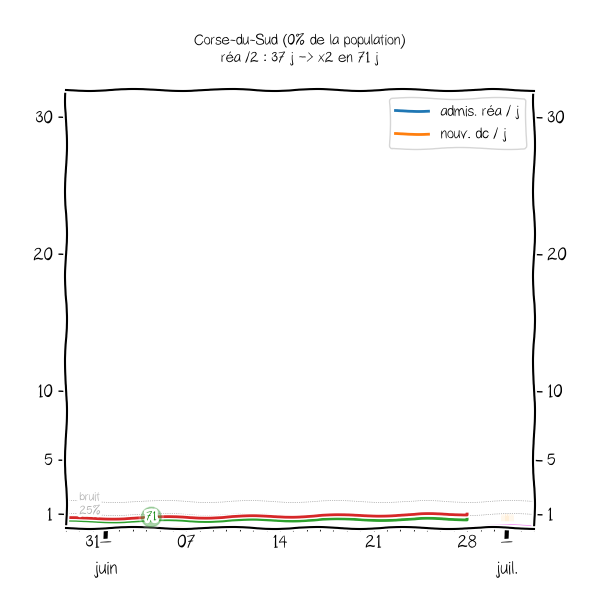 Corse-du-Sud (0% de la population)
réa /2 : 37 j -> x2 en 71 j
admis. réa / j
nouv. dc / j
30
30
20
20
10
10
5
5
bruit
25%
71
1
1
31
07
14
21
28
juin
juil.